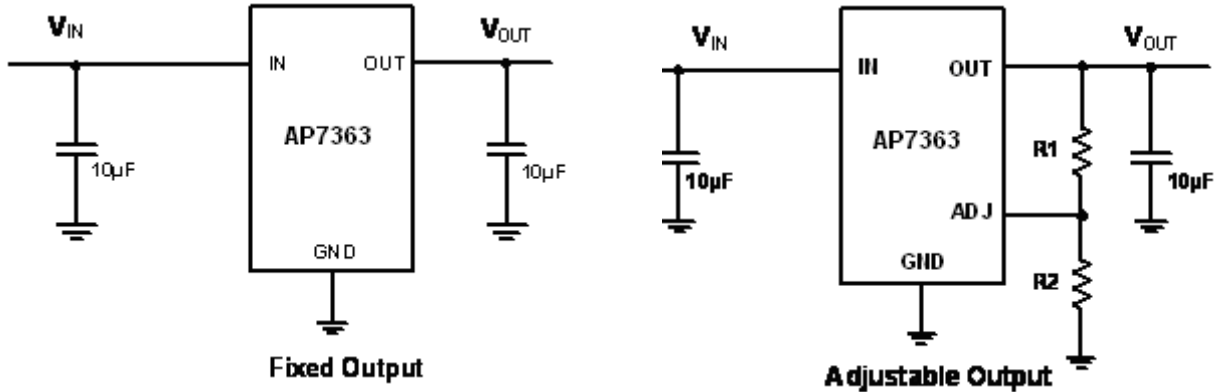 VIN
IN
OUT
VOUT
AP7363
10µF
10µF
GND
Fixed Output
VIN
IN
OUT
VOUT
AP7363
R1
10µF
10µF
ADJ
GND
R2
Adjustable Output